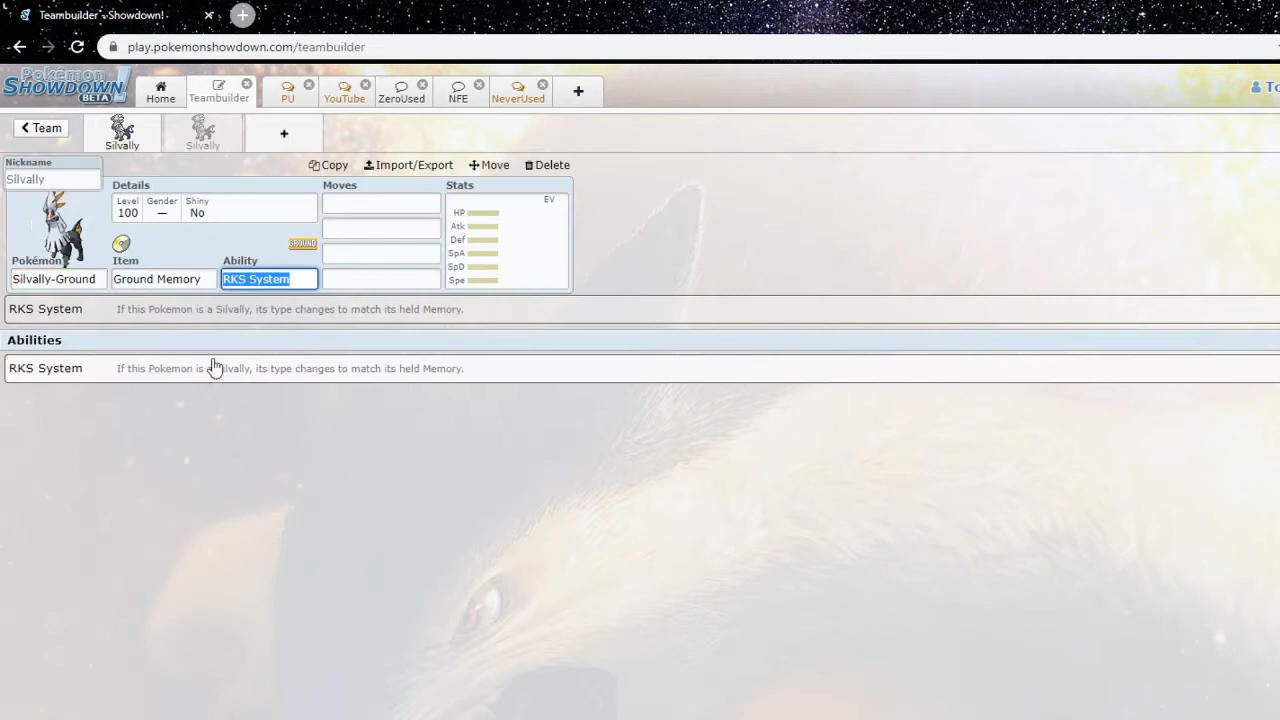 Teambuilder - Showdown!
play.pokemonshowdown.com/teambuilder
Pokémon
SHOWDOWN
BETA
Home
Teambuilder
PU
YouTube
ZeroUsed
NFE
NeverUsed
To
Team
Silvally
Silvally
Nickname
Silvally
Copy
Import/Export
Move
Delete
Details
Moves
Stats
Level
Gender
Shiny
EV
100
—
No
HP
Atk
Def
SpA
SpD
Spe
GROUND
Pokémon
Item
Ability
Silvally-Ground
Ground Memory
RKS System
RKS System If this Pokemon is a Silvally, its type changes to match its held Memory.
Abilities
RKS System If this Pokemon is a Silvally, its type changes to match its held Memory.